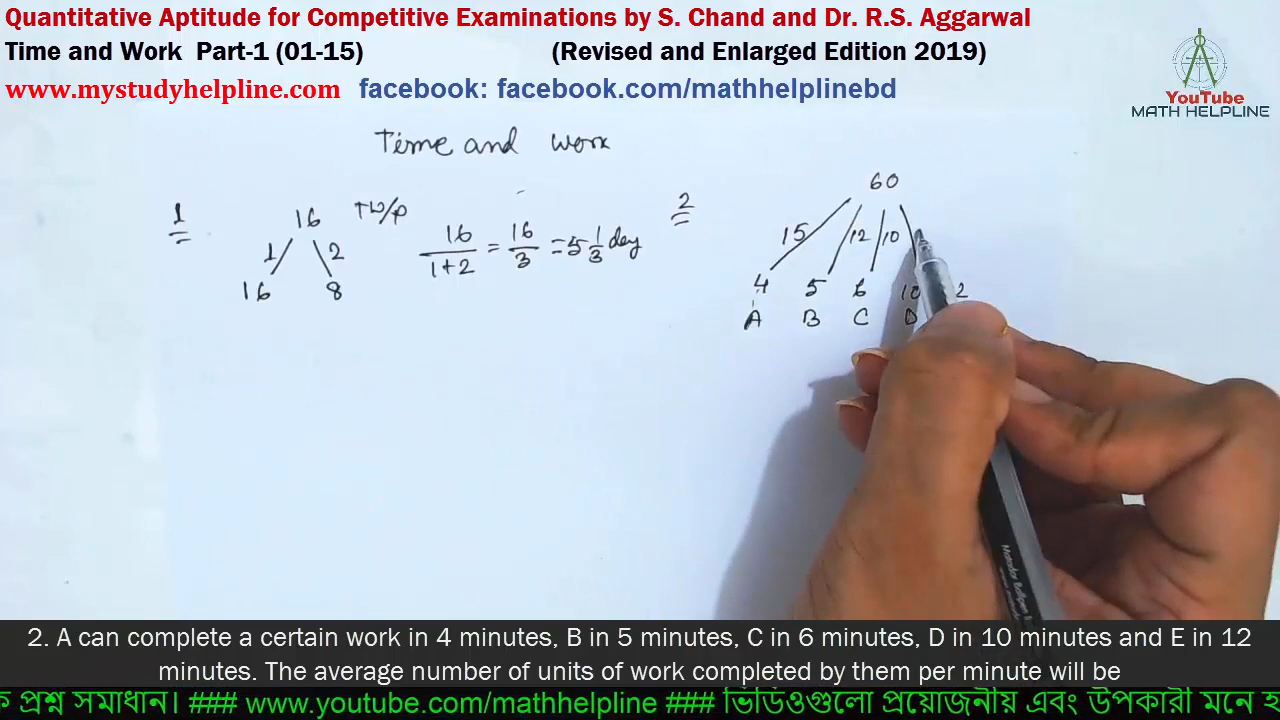 Quantitative Aptitude for Competitive Examinations by S. Chand and Dr. R.S. Aggarwal
Time and Work Part-1 (01-15) (Revised and Enlarged Edition 2019)
www.mystudyhelpline.com facebook: facebook.com/mathhelplinebd
YouTube
MATH HELPLINE
Time and work
1
16 TW/P
1 2
16 8
16/1+2 = 16/3 = 5 1/3 day
2
60
15 12 10
4 5 6 10 2
A B C D
Matador Ballpen
2. A can complete a certain work in 4 minutes, B in 5 minutes, C in 6 minutes, D in 10 minutes and E in 12
minutes. The average number of units of work completed by them per minute will be
ক প্রশ্ন সমাধান। ### www.youtube.com/mathhelpline ### ভিডিওগুলো প্রয়োজনীয় এবং উপকারী মনে হ